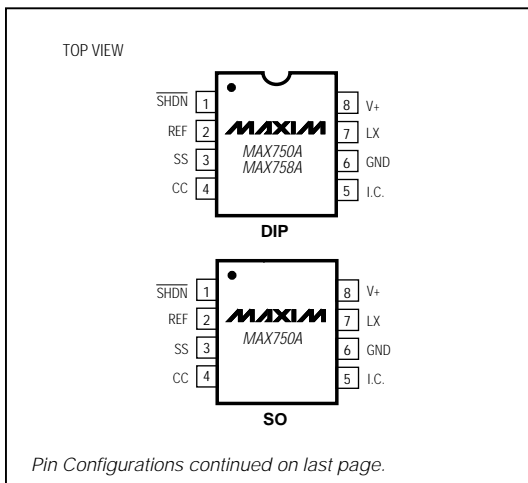 TOP VIEW
SHDN 1 8 V+
REF 2 MAXIM 7 LX
SS 3 MAX750A 6 GND
MAX758A
CC 4 5 I.C.
DIP
SHDN 1 8 V+
REF 2 MAXIM 7 LX
SS 3 MAX750A 6 GND
CC 4 5 I.C.
SO
Pin Configurations continued on last page.